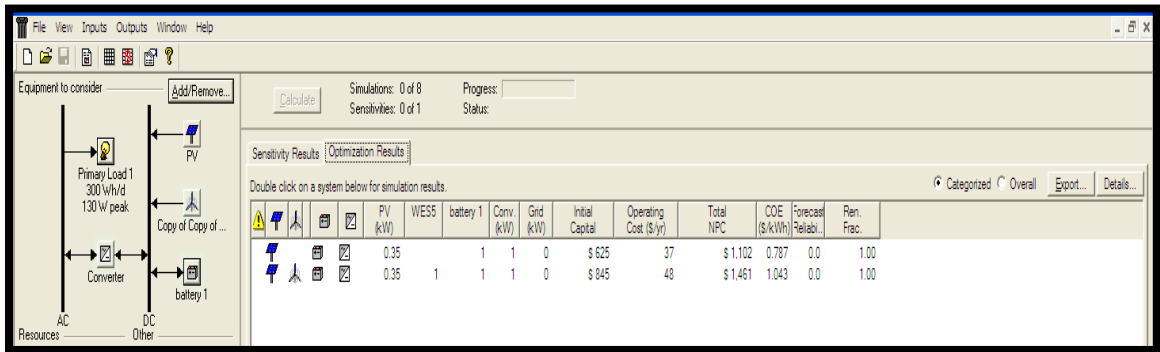 File View Inputs Outputs Window Help
Equipment to consider
Add/Remove...
PV
Primary Load 1
300 Wh/d
130 W peak
Copy of Copy of ...
Converter
battery 1
AC
DC
Resources
Other
Calculate
Simulations: 0 of 8
Progress:
Sensitivities: 0 of 1
Status:
Sensitivity Results
Optimization Results
Double click on a system below for simulation results.
Categorized
Overall
Export...
Details...
PV (kW) WES5 battery 1 Conv. (kW) Grid (kW) Initial Capital Operating Cost ($/yr) Total NPC COE ($/kWh) Forecast Reliabi... Ren. Frac.
0.35 1 1 0 $ 625 37 $ 1,102 0.787 0.0 1.00
0.35 1 1 1 0 $ 845 48 $ 1,461 1.043 0.0 1.00